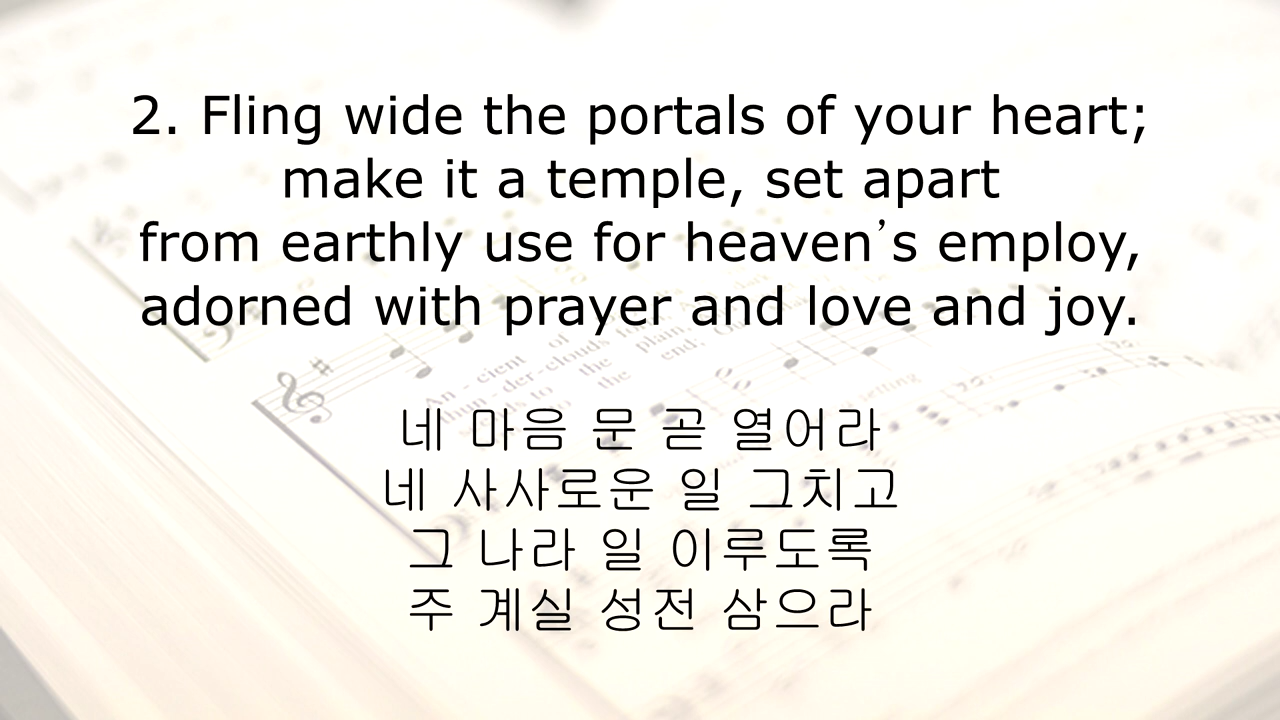 2. Fling wide the portals of your heart;
make it a temple, set apart
from earthly use for heaven’s employ,
adorned with prayer and love and joy.
네 마음 문 곧 열어라
네 사사로운 일 그치고
그 나라 일 이루도록
주 계실 성전 삼으라